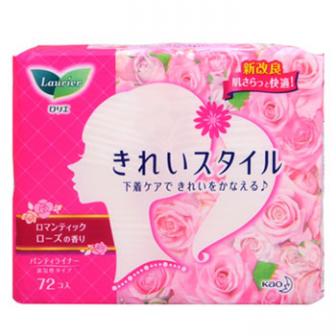 新改良
肌さらっと快適!
Laurier
ロリエ
きれいスタイル
下着ケアで きれいをかなえる♪
ロマンティック
ローズの香り
パンティライナー
72コ入
Kao